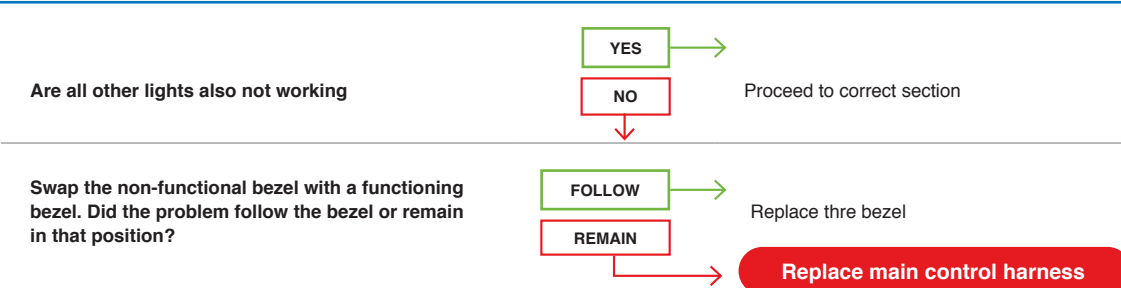 YES
Are all other lights also not working
Proceed to correct section
NO
Swap the non-functional bezel with a functioning
bezel. Did the problem follow the bezel or remain
in that position?
FOLLOW
Replace thre bezel
REMAIN
Replace main control harness